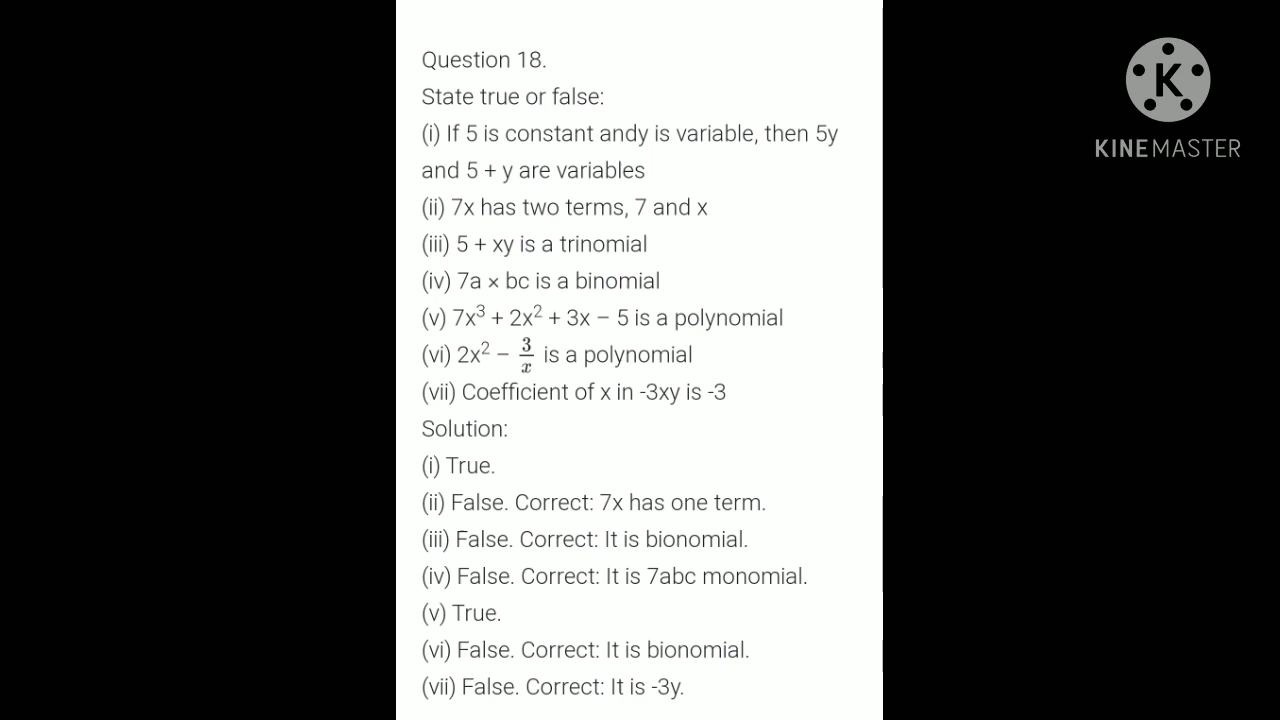 Question 18.
State true or false:
(i) If 5 is constant andy is variable, then 5y
and 5 + y are variables
(ii) 7x has two terms, 7 and x
(iii) 5 + xy is a trinomial
(iv) 7a × bc is a binomial
(v) 7x³ + 2x² + 3x – 5 is a polynomial
(vi) 2x² − 3/x is a polynomial
(vii) Coefficient of x in -3xy is -3
Solution:
(i) True.
(ii) False. Correct: 7x has one term.
(iii) False. Correct: It is bionomial.
(iv) False. Correct: It is 7abc monomial.
(v) True.
(vi) False. Correct: It is bionomial.
(vii) False. Correct: It is -3y.
K
KINEMASTER